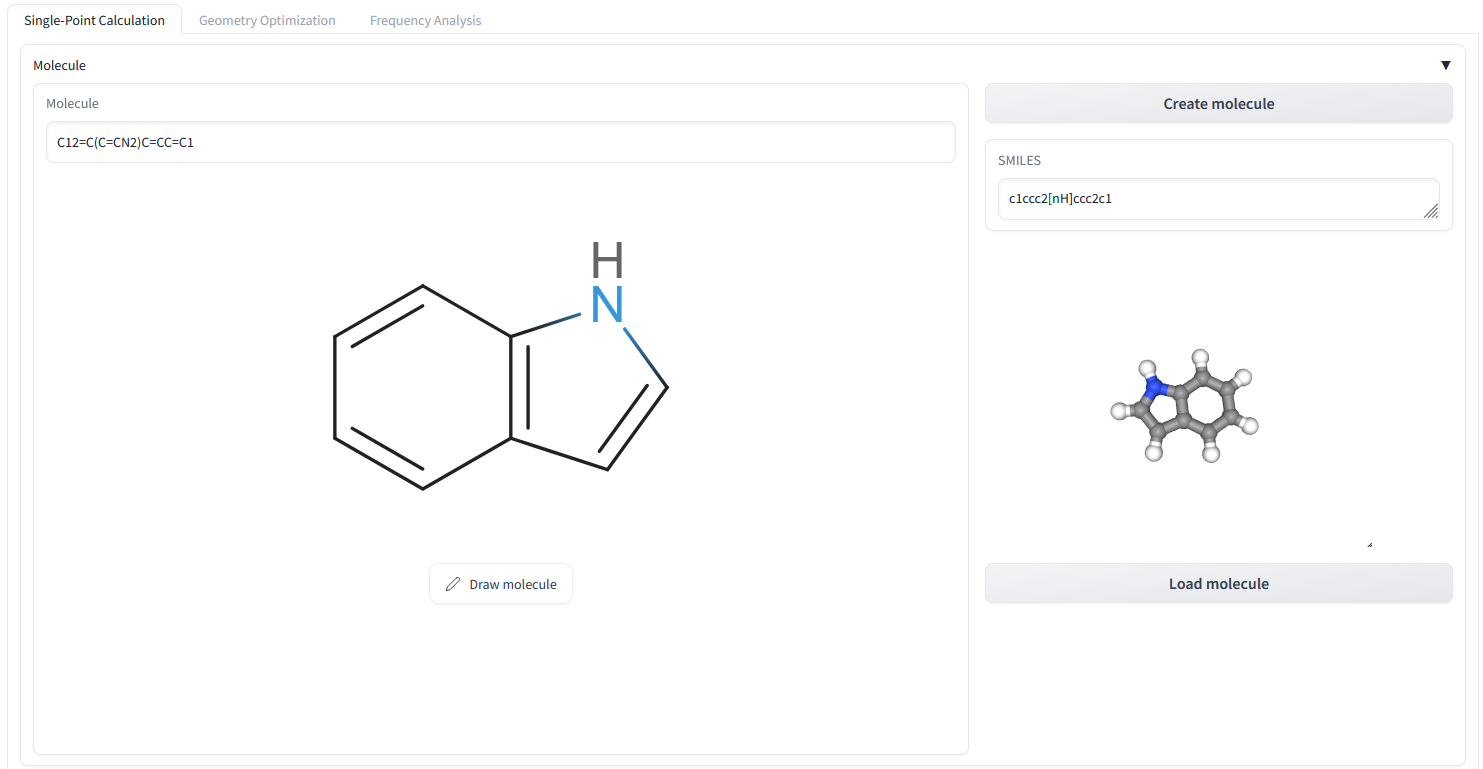 Single-Point Calculation Geometry Optimization Frequency Analysis
Molecule
Molecule
C12=C(C=CN2)C=CC=C1
H
N
Draw molecule
Create molecule
SMILES
c1ccc2[nH]ccc2c1
Load molecule